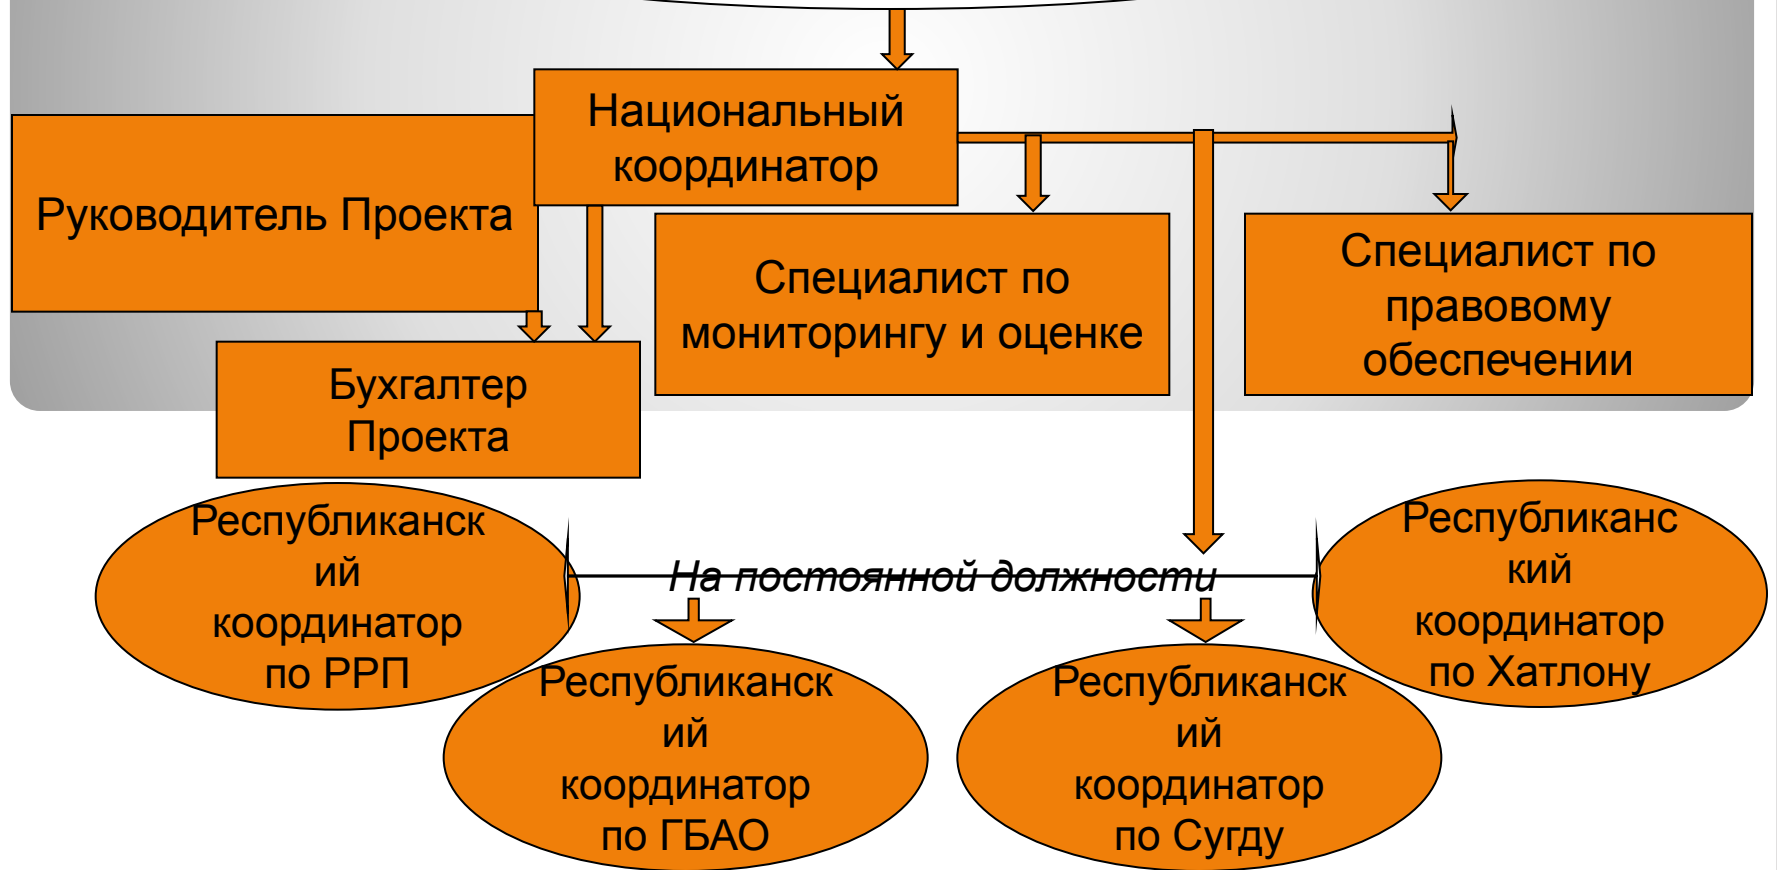 Национальный
координатор
Руководитель Проекта
Специалист по
мониторингу и оценке
Специалист по
правовому
обеспечении
Бухгалтер
Проекта
Республиканск
ий
координатор
по РРП
На постоянной должности
Республиканс
кий
координатор
по Хатлону
Республиканск
ий
координатор
по ГБАО
Республиканск
ий
координатор
по Сугду